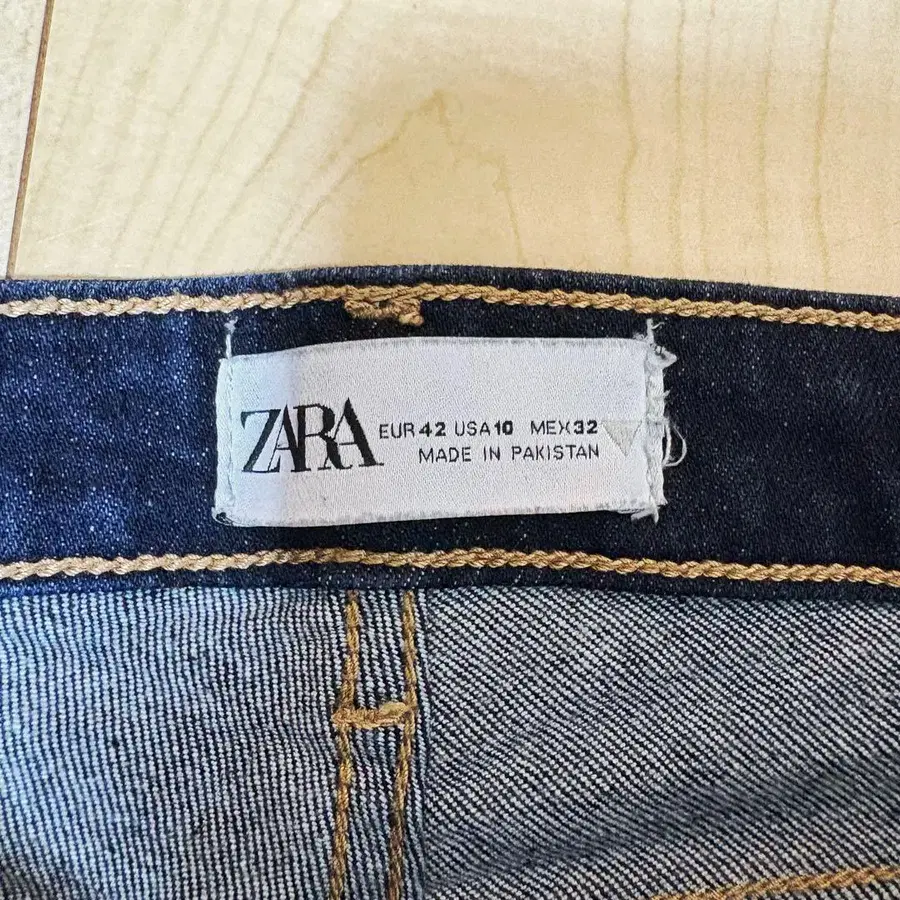 ZARA
EUR 42 USA 10 MEX 32
MADE IN PAKISTAN